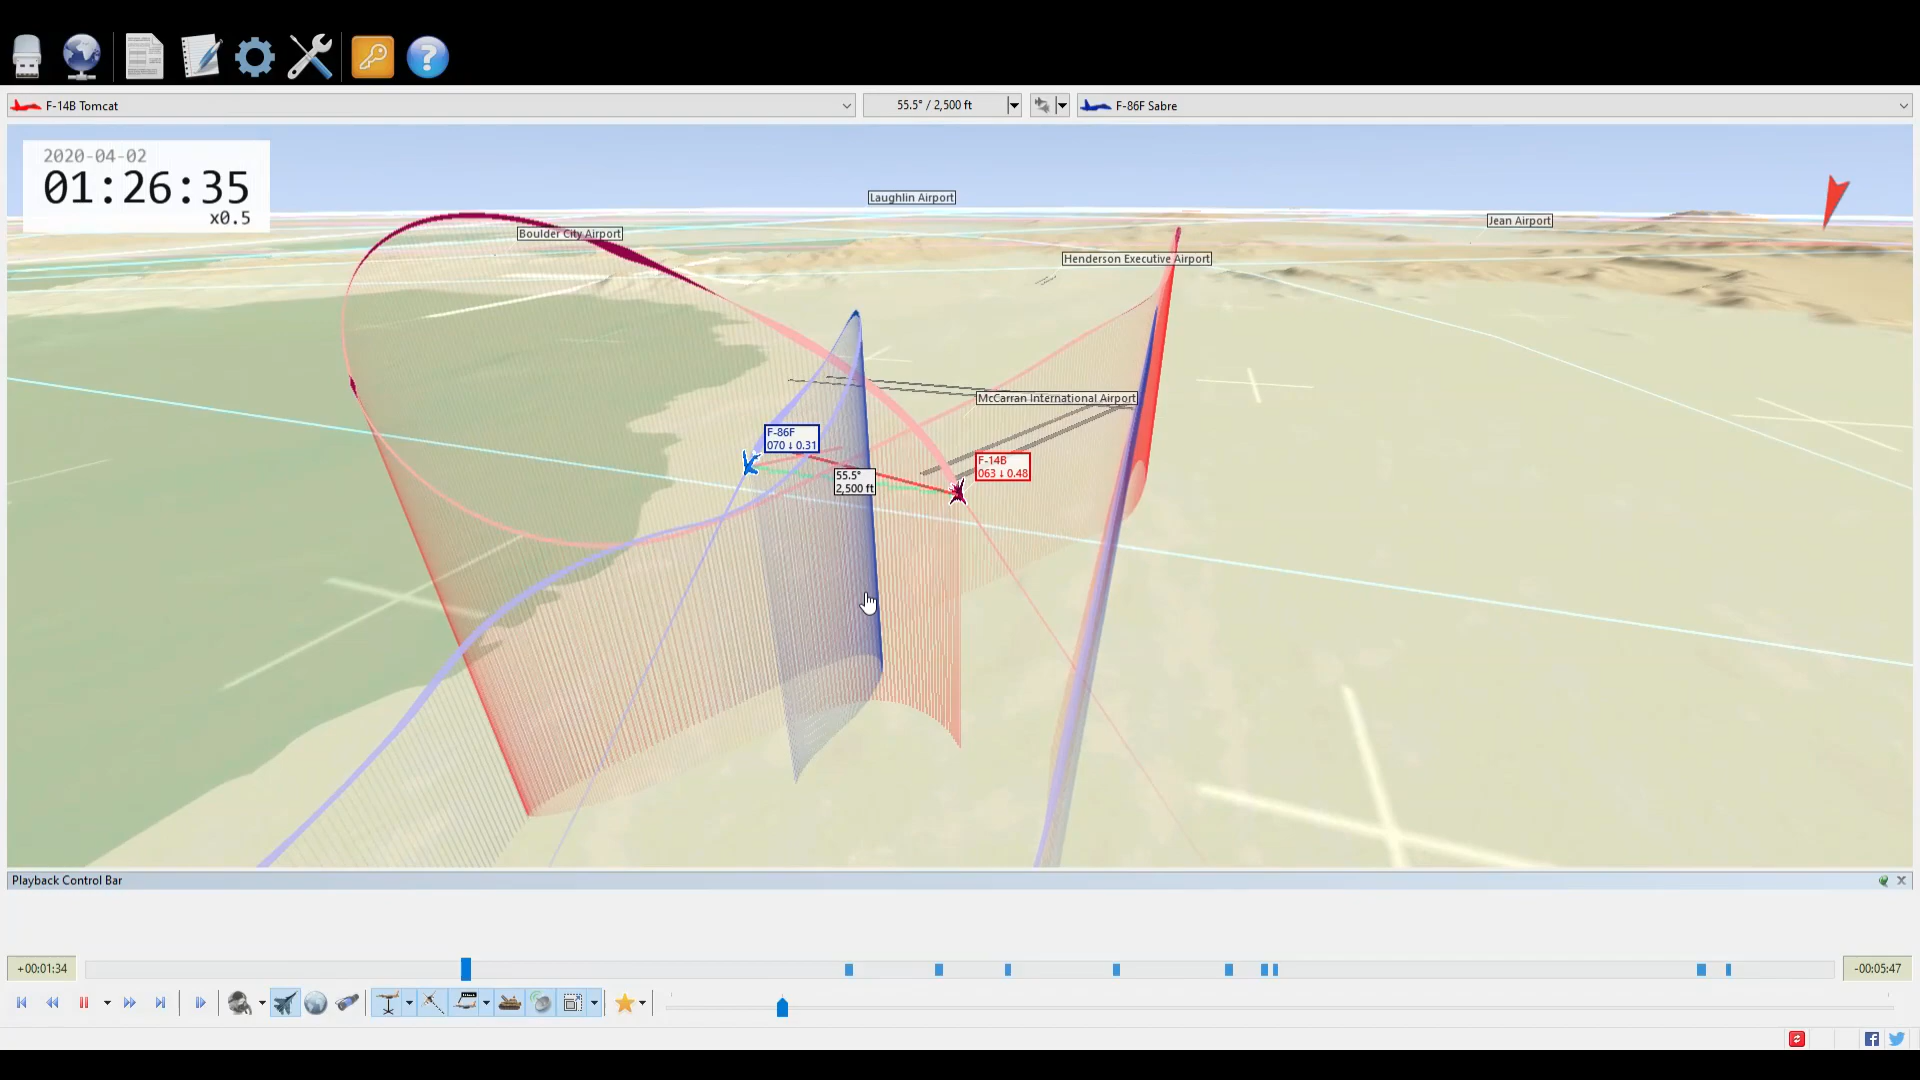 F-14B Tomcat
55.5° / 2,500 ft
F-86F Sabre
2020-04-02
01:26:35
x0.5
Laughlin Airport
Boulder City Airport
Jean Airport
Henderson Executive Airport
McCarran International Airport
F-86F
070 ↓ 0.31
F-14B
063 ↓ 0.48
55.5°
2,500 ft
Playback Control Bar
+00:01:34
-00:05:47